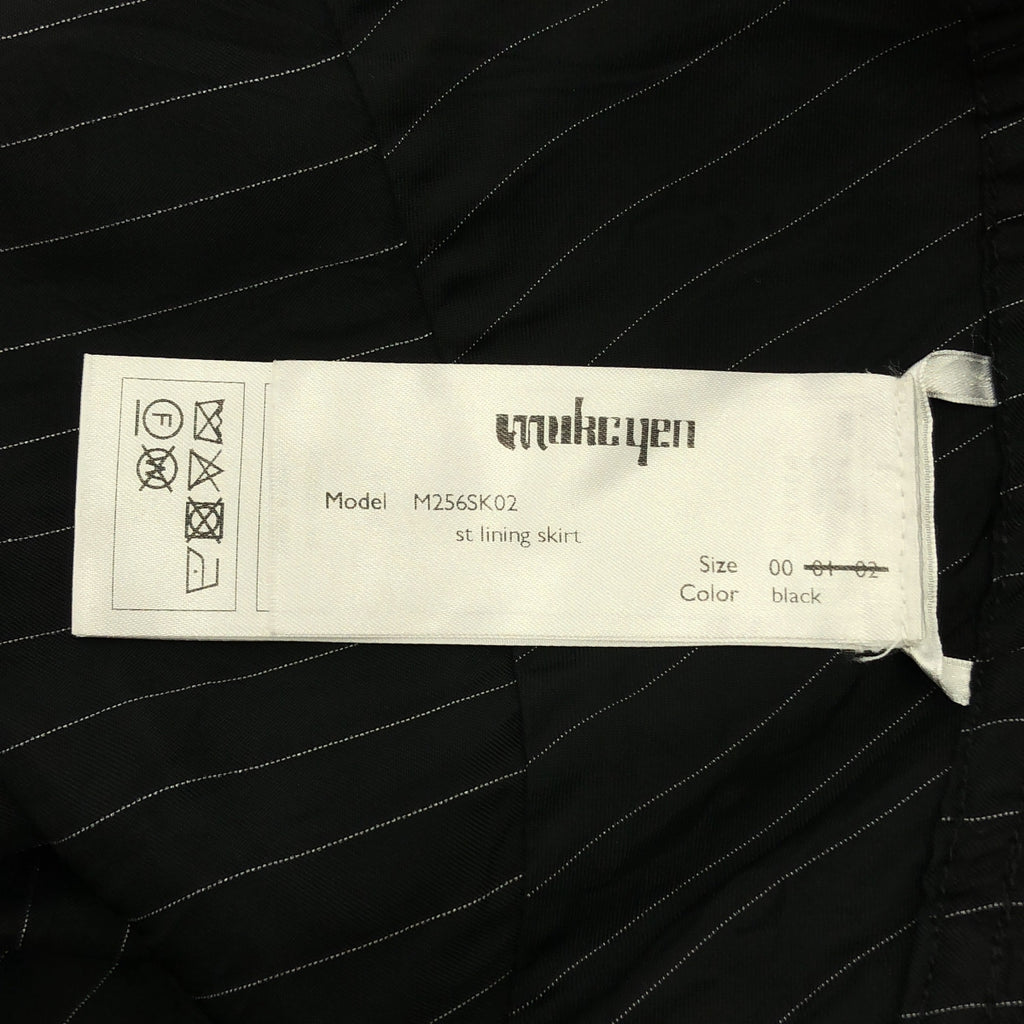 mukcyen
Model M256SK02
st lining skirt
Size 00 01 02
Color black
F
W